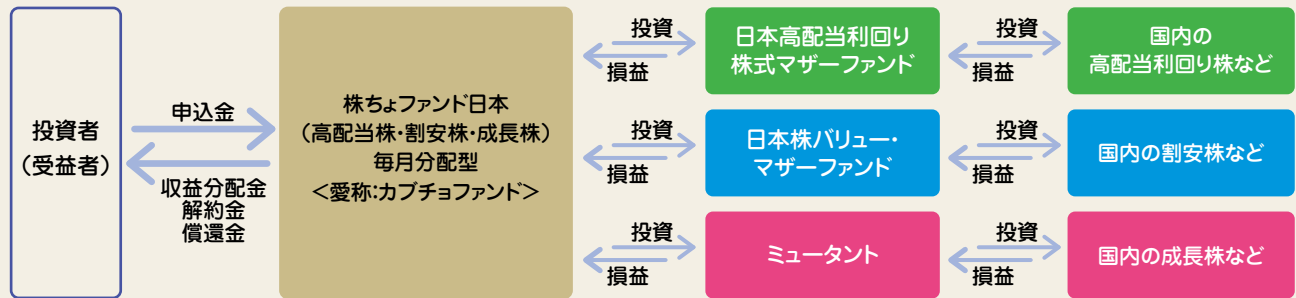 投資者
（受益者）
申込金
収益分配金
解約金
償還金
株ちょファンド日本
（高配当株・割安株・成長株）
毎月分配型
＜愛称：カブチョファンド＞
投資
損益
日本高配当利回り
株式マザーファンド
投資
損益
国内の
高配当利回り株など
投資
損益
日本株バリュー・
マザーファンド
投資
損益
国内の割安株など
投資
損益
ミュータント
投資
損益
国内の成長株など